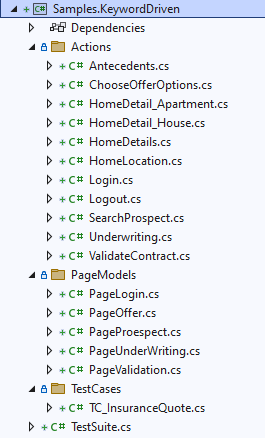 Samples.KeywordDriven
Dependencies
Actions
C# Antecedents.cs
C# ChooseOfferOptions.cs
C# HomeDetail_Apartment.cs
C# HomeDetail_House.cs
C# HomeDetails.cs
C# HomeLocation.cs
C# Login.cs
C# Logout.cs
C# SearchProspect.cs
C# Underwriting.cs
C# ValidateContract.cs
PageModels
C# PageLogin.cs
C# PageOffer.cs
C# PageProespect.cs
C# PageUnderWriting.cs
C# PageValidation.cs
TestCases
C# TC_InsuranceQuote.cs
C# TestSuite.cs